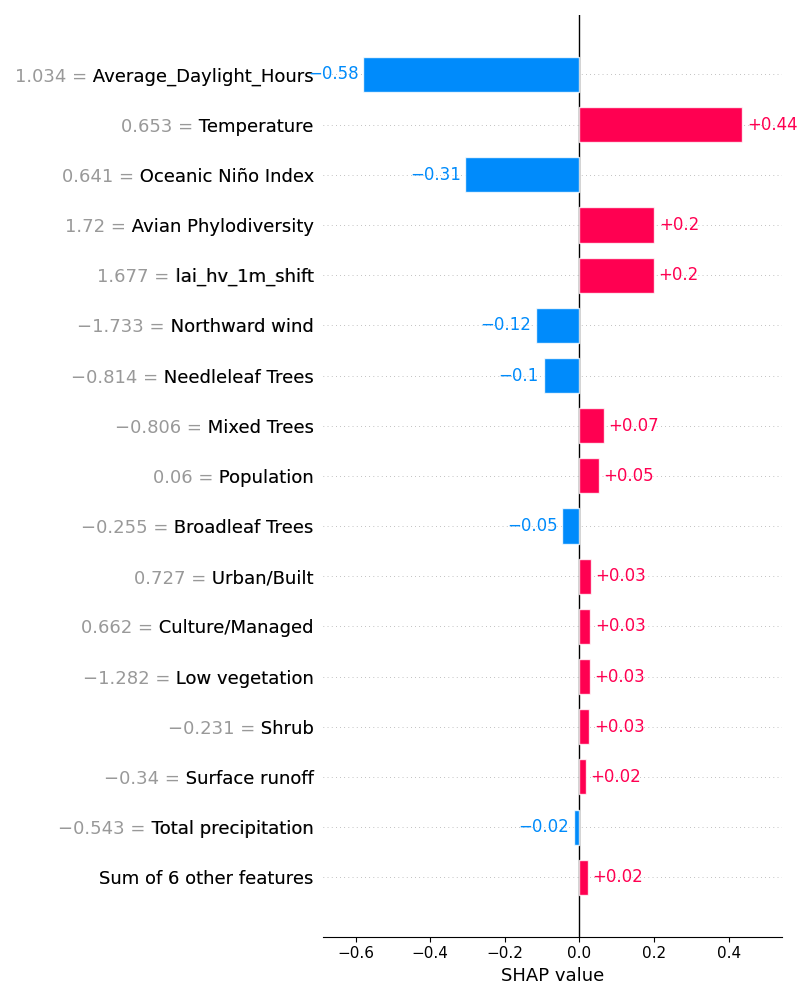 1.034 = Average_Daylight_Hours −0.58
0.653 = Temperature +0.44
0.641 = Oceanic Niño Index −0.31
1.72 = Avian Phylodiversity +0.2
1.677 = lai_hv_1m_shift +0.2
−1.733 = Northward wind −0.12
−0.814 = Needleleaf Trees −0.1
−0.806 = Mixed Trees +0.07
0.06 = Population +0.05
−0.255 = Broadleaf Trees −0.05
0.727 = Urban/Built +0.03
0.662 = Culture/Managed +0.03
−1.282 = Low vegetation +0.03
−0.231 = Shrub +0.03
−0.34 = Surface runoff +0.02
−0.543 = Total precipitation −0.02
Sum of 6 other features +0.02
−0.6 −0.4 −0.2 0.0 0.2 0.4
SHAP value